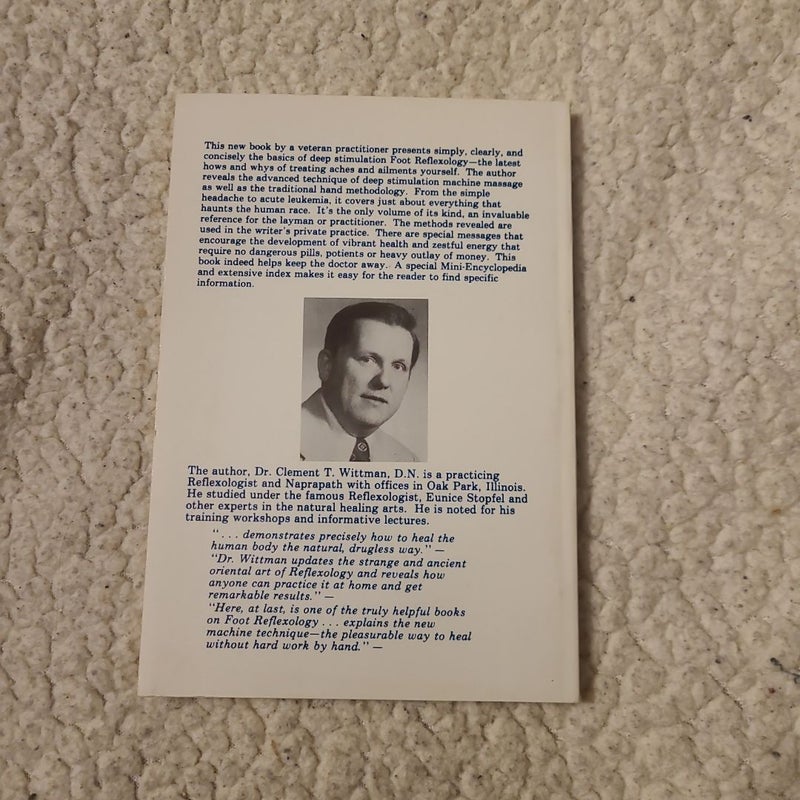 This new book by a veteran practitioner presents simply, clearly, and
concisely the basics of deep stimulation Foot Reflexology—the latest
hows and whys of treating aches and ailments yourself. The author
reveals the advanced technique of deep stimulation machine massage
as well as the traditional hand methodology. From the simple
headache to acute leukemia, it covers just about everything that
haunts the human race. It's the only volume of its kind, an invaluable
reference for the layman or practitioner. The methods revealed are
used in the writer's private practice. There are special messages that
encourage the development of vibrant health and zestful energy that
require no dangerous pills, potients or heavy outlay of money. This
book indeed helps keep the doctor away. A special Mini-Encyclopedia
and extensive index makes it easy for the reader to find specific
information.
The author, Dr. Clement T. Wittman, D.N. is a practicing
Reflexologist and Naprapath with offices in Oak Park, Illinois.
He studied under the famous Reflexologist, Eunice Stopfel and
other experts in the natural healing arts. He is noted for his
training workshops and informative lectures.
". . . demonstrates precisely how to heal the
human body the natural, drugless way." —
"Dr. Wittman updates the strange and ancient
oriental art of Reflexology and reveals how
anyone can practice it at home and get
remarkable results." —
"Here, at last, is one of the truly helpful books
on Foot Reflexology . . . explains the new
machine technique—the pleasurable way to heal
without hard work by hand." —